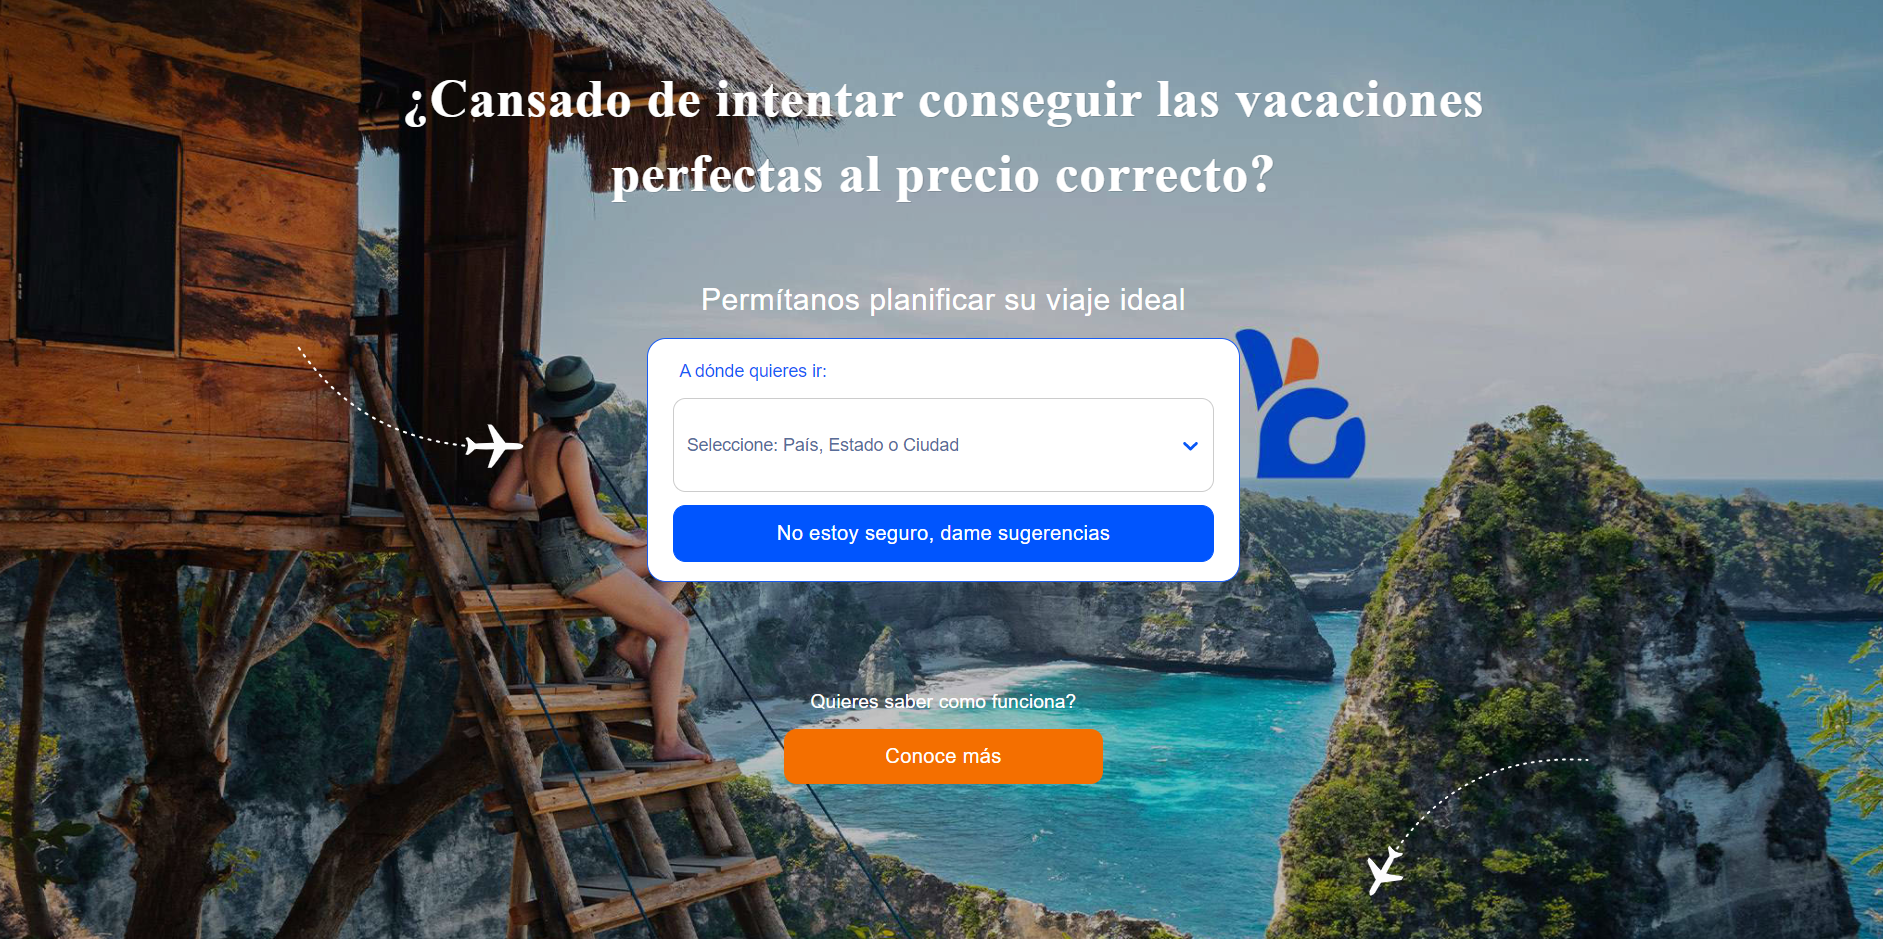 ¿Cansado de intentar conseguir las vacaciones
perfectas al precio correcto?
Permítanos planificar su viaje ideal
A dónde quieres ir:
Seleccione: País, Estado o Ciudad
No estoy seguro, dame sugerencias
Quieres saber como funciona?
Conoce más